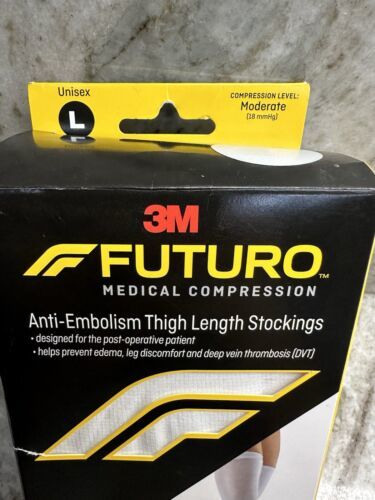 Unisex
L
COMPRESSION LEVEL:
Moderate
(18 mmHg)
3M
FUTURO™
MEDICAL COMPRESSION
Anti-Embolism Thigh Length Stockings
• designed for the post-operative patient
• helps prevent edema, leg discomfort and deep vein thrombosis (DVT)